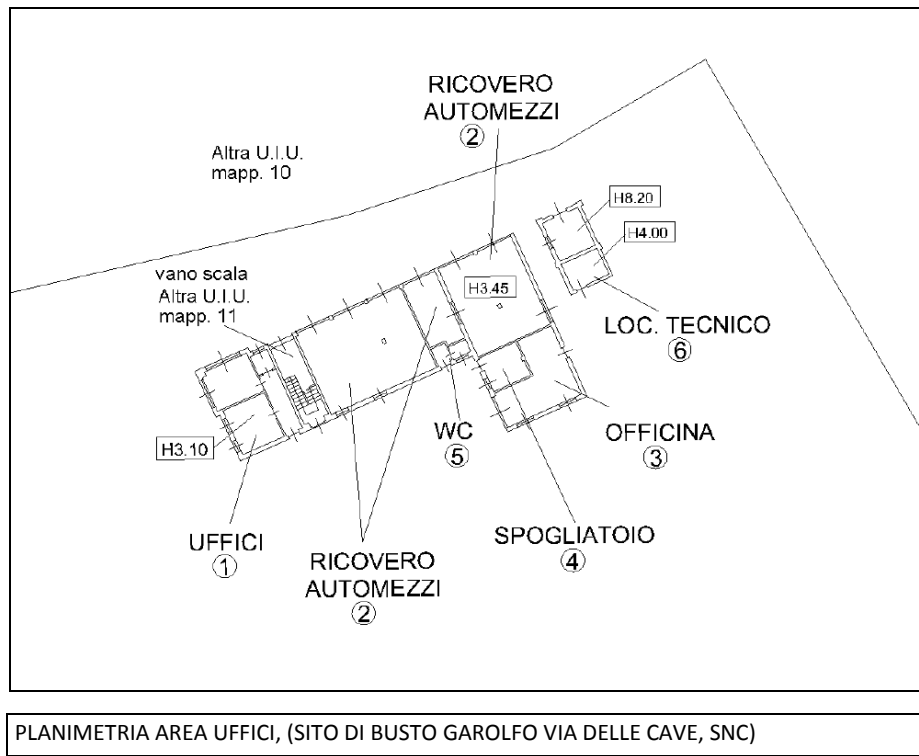 RICOVERO
AUTOMEZZI
2
Altra U.I.U.
mapp. 10
H8.20
H4.00
vano scala
Altra U.I.U.
mapp. 11
H3.45
LOC. TECNICO
6
WC
5
OFFICINA
3
H3.10
UFFICI
1
RICOVERO
AUTOMEZZI
2
SPOGLIATOIO
4
PLANIMETRIA AREA UFFICI, (SITO DI BUSTO GAROLFO VIA DELLE CAVE, SNC)